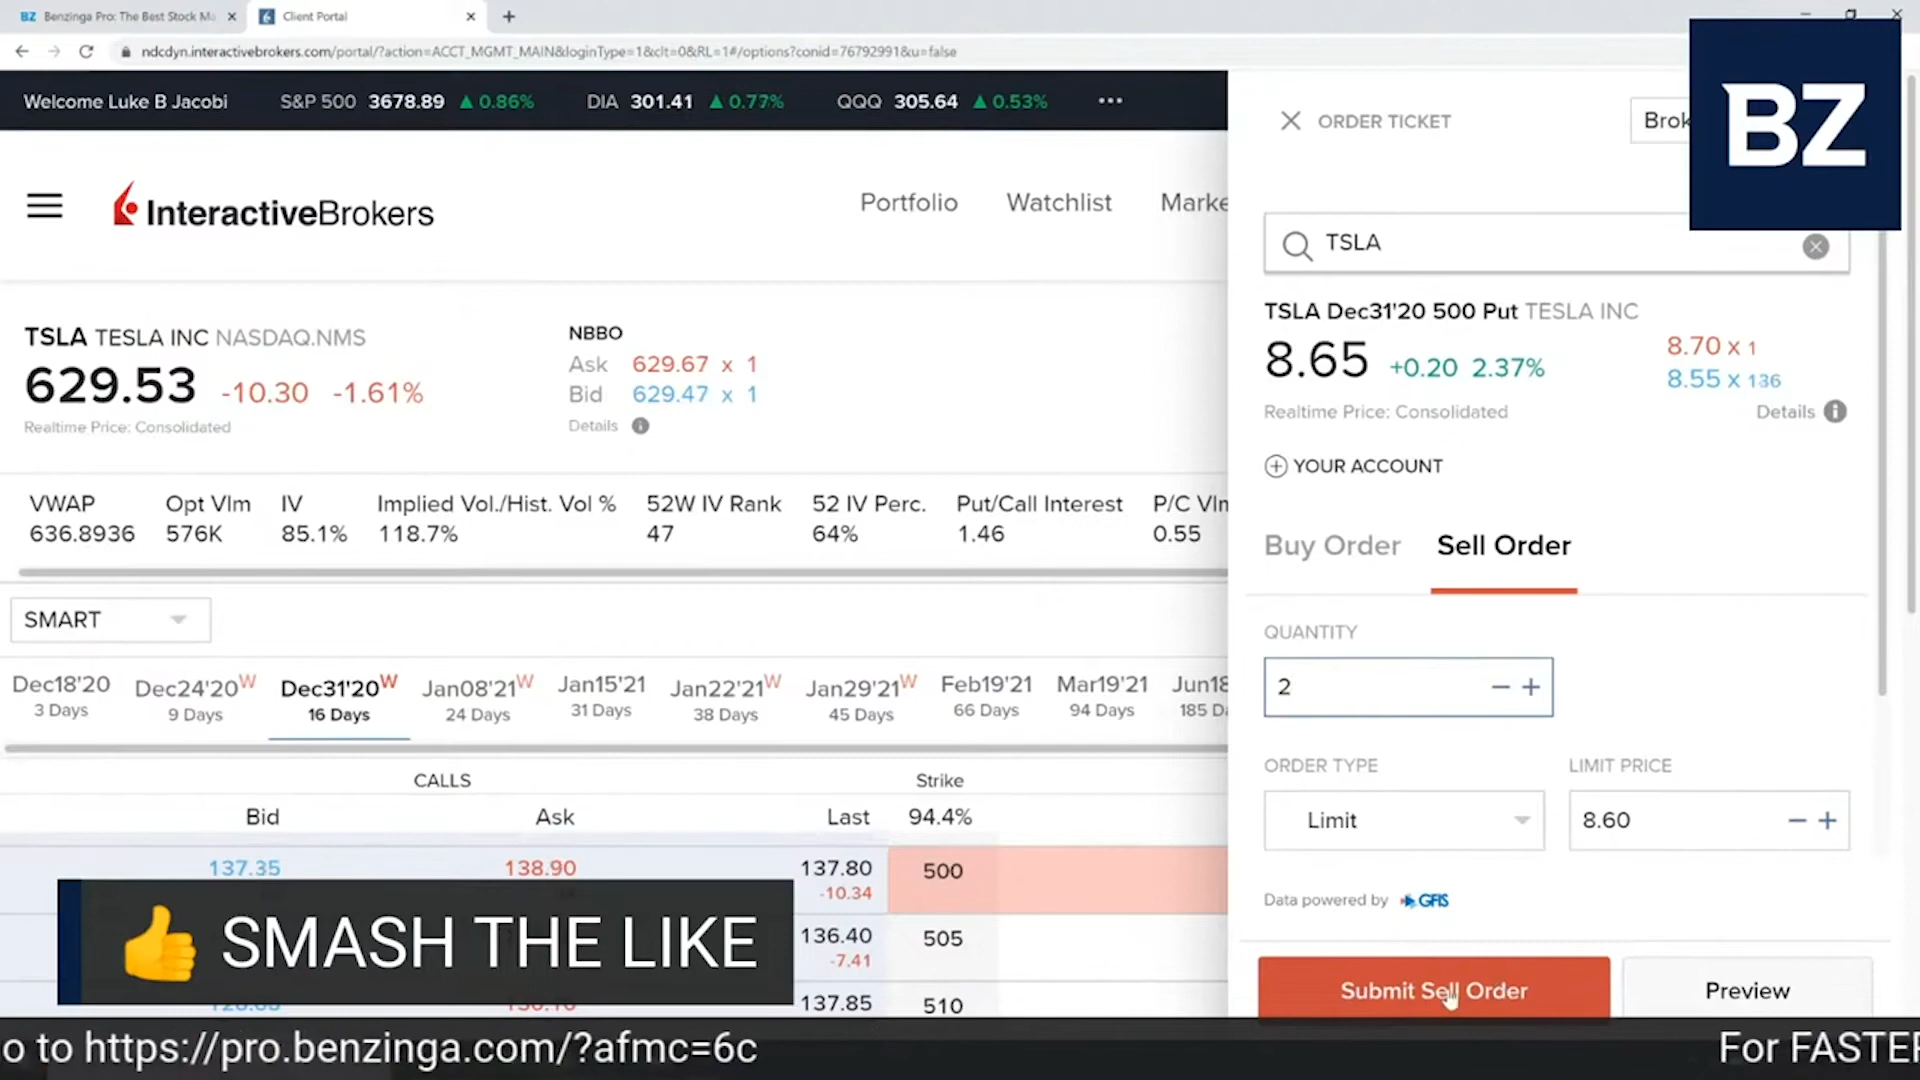 BZ Benzinga Pro: The Best Stock Ma
Client Portal
ndcdyn.interactivebrokers.com/portal/?action=ACCT_MGMT_MAIN&loginType=1&clt=0&RL=1#/options?conid=76792991&u=false
Welcome Luke B Jacobi S&P 500 3678.89 ▲ 0.86% DIA 301.41 ▲ 0.77% QQQ 305.64 ▲ 0.53% •••
InteractiveBrokers
Portfolio Watchlist Marke
TSLA TESLA INC NASDAQ.NMS
629.53 -10.30 -1.61%
Realtime Price: Consolidated
NBBO
Ask 629.67 x 1
Bid 629.47 x 1
Details
VWAP Opt Vlm IV Implied Vol./Hist. Vol % 52W IV Rank 52 IV Perc. Put/Call Interest P/C Vlm
636.8936 576K 85.1% 118.7% 47 64% 1.46 0.55
SMART
Dec18'20 Dec24'20W Dec31'20W Jan08'21W Jan15'21 Jan22'21W Jan29'21W Feb19'21 Mar19'21 Jun18
3 Days 9 Days 16 Days 24 Days 31 Days 38 Days 45 Days 66 Days 94 Days 185 Da
CALLS Strike
Bid Ask Last 94.4%
137.35 138.90 137.80 500
-10.34
136.40 505
-7.41
137.85 510
👍 SMASH THE LIKE
ORDER TICKET
Brok
BZ
TSLA
TSLA Dec31'20 500 Put TESLA INC
8.65 +0.20 2.37%
8.70 x 1
8.55 x 136
Realtime Price: Consolidated
Details
YOUR ACCOUNT
Buy Order Sell Order
QUANTITY
2
ORDER TYPE LIMIT PRICE
Limit 8.60
Data powered by GFIS
Submit Sell Order Preview
o to https://pro.benzinga.com/?afmc=6c For FASTER